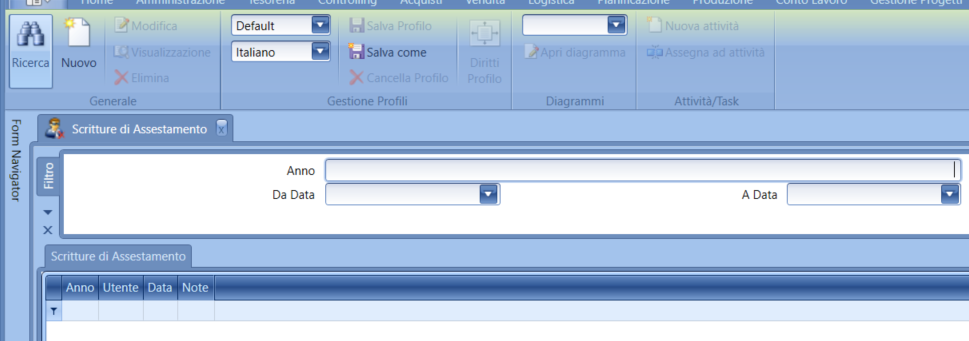 Home Amministrazione Tesoreria Controlling Acquisti Vendita Logistica Pianificazione Produzione Conto Lavoro Gestione Progetti
Ricerca
Nuovo
Modifica
Visualizzazione
Elimina
Generale
Default
Italiano
Salva Profilo
Salva come
Cancella Profilo
Diritti
Profilo
Gestione Profili
Apri diagramma
Diagrammi
Nuova attività
Assegna ad attività
Attività/Task
Form Navigator
Scritture di Assestamento
Filtro
Anno
Da Data A Data
Scritture di Assestamento
Anno Utente Data Note